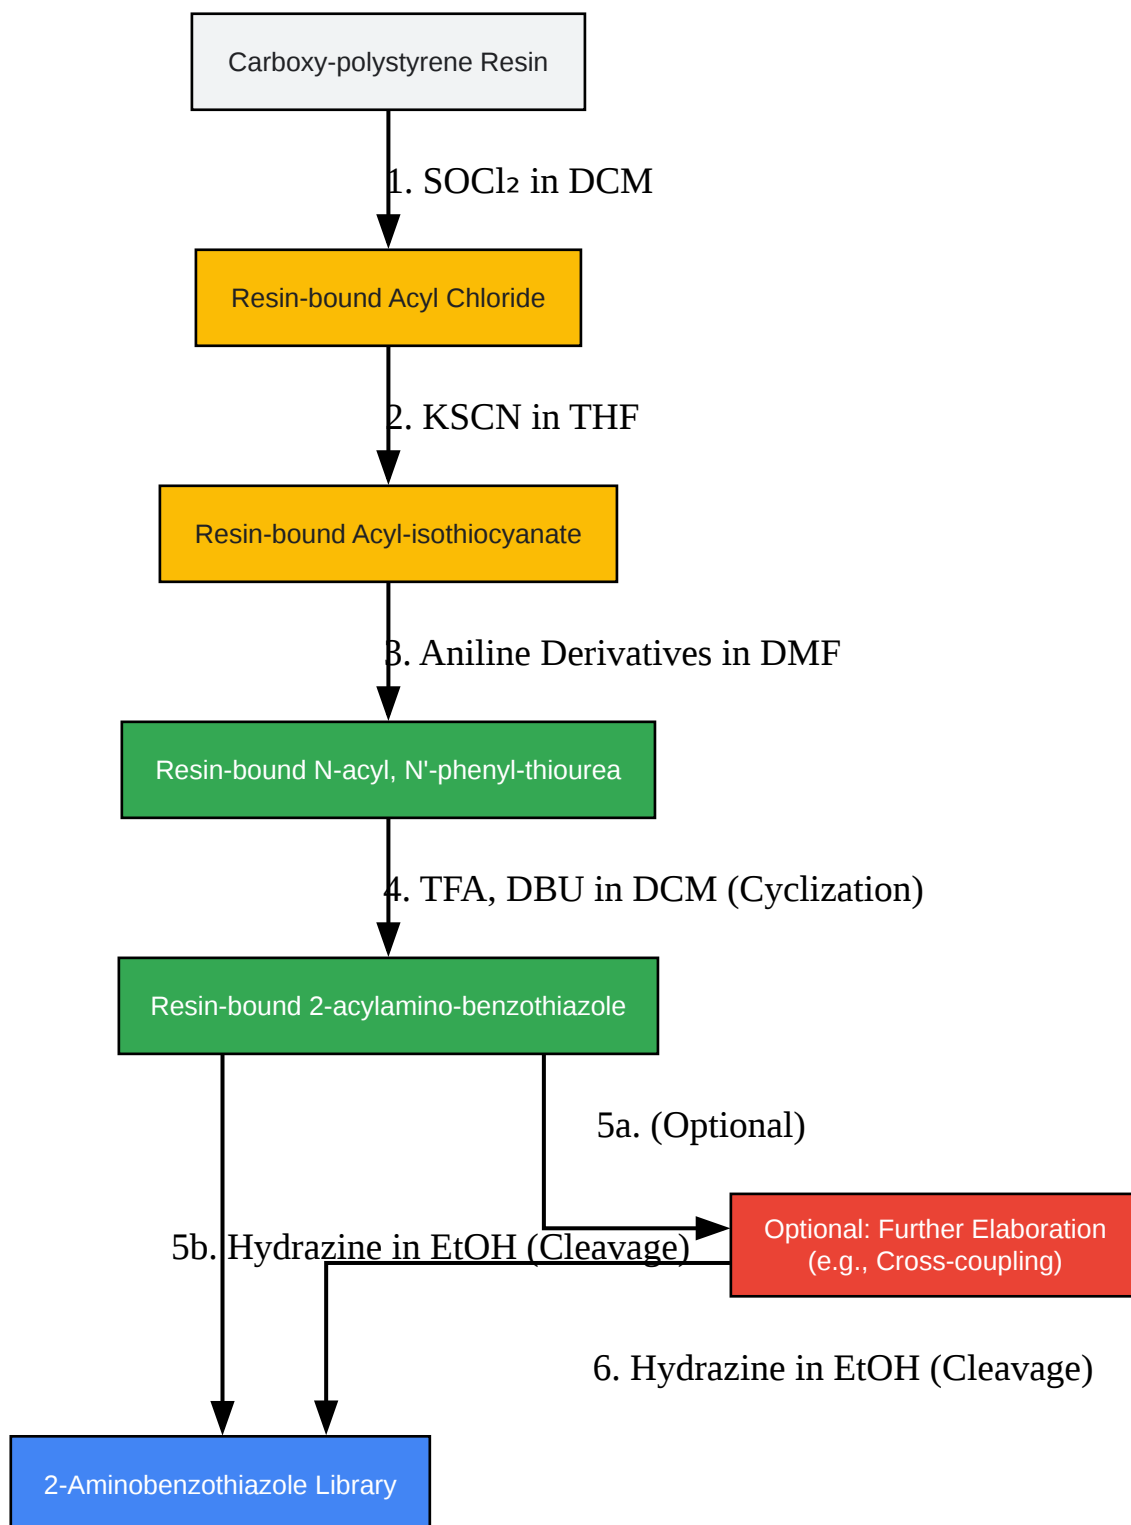 Carboxy-polystyrene Resin
1. SOCl₂ in DCM
Resin-bound Acyl Chloride
2. KSCN in THF
Resin-bound Acyl-isothiocyanate
3. Aniline Derivatives in DMF
Resin-bound N-acyl, N'-phenyl-thiourea
4. TFA, DBU in DCM (Cyclization)
Resin-bound 2-acylamino-benzothiazole
5a. (Optional)
Optional: Further Elaboration
(e.g., Cross-coupling)
5b. Hydrazine in EtOH (Cleavage)
6. Hydrazine in EtOH (Cleavage)
2-Aminobenzothiazole Library